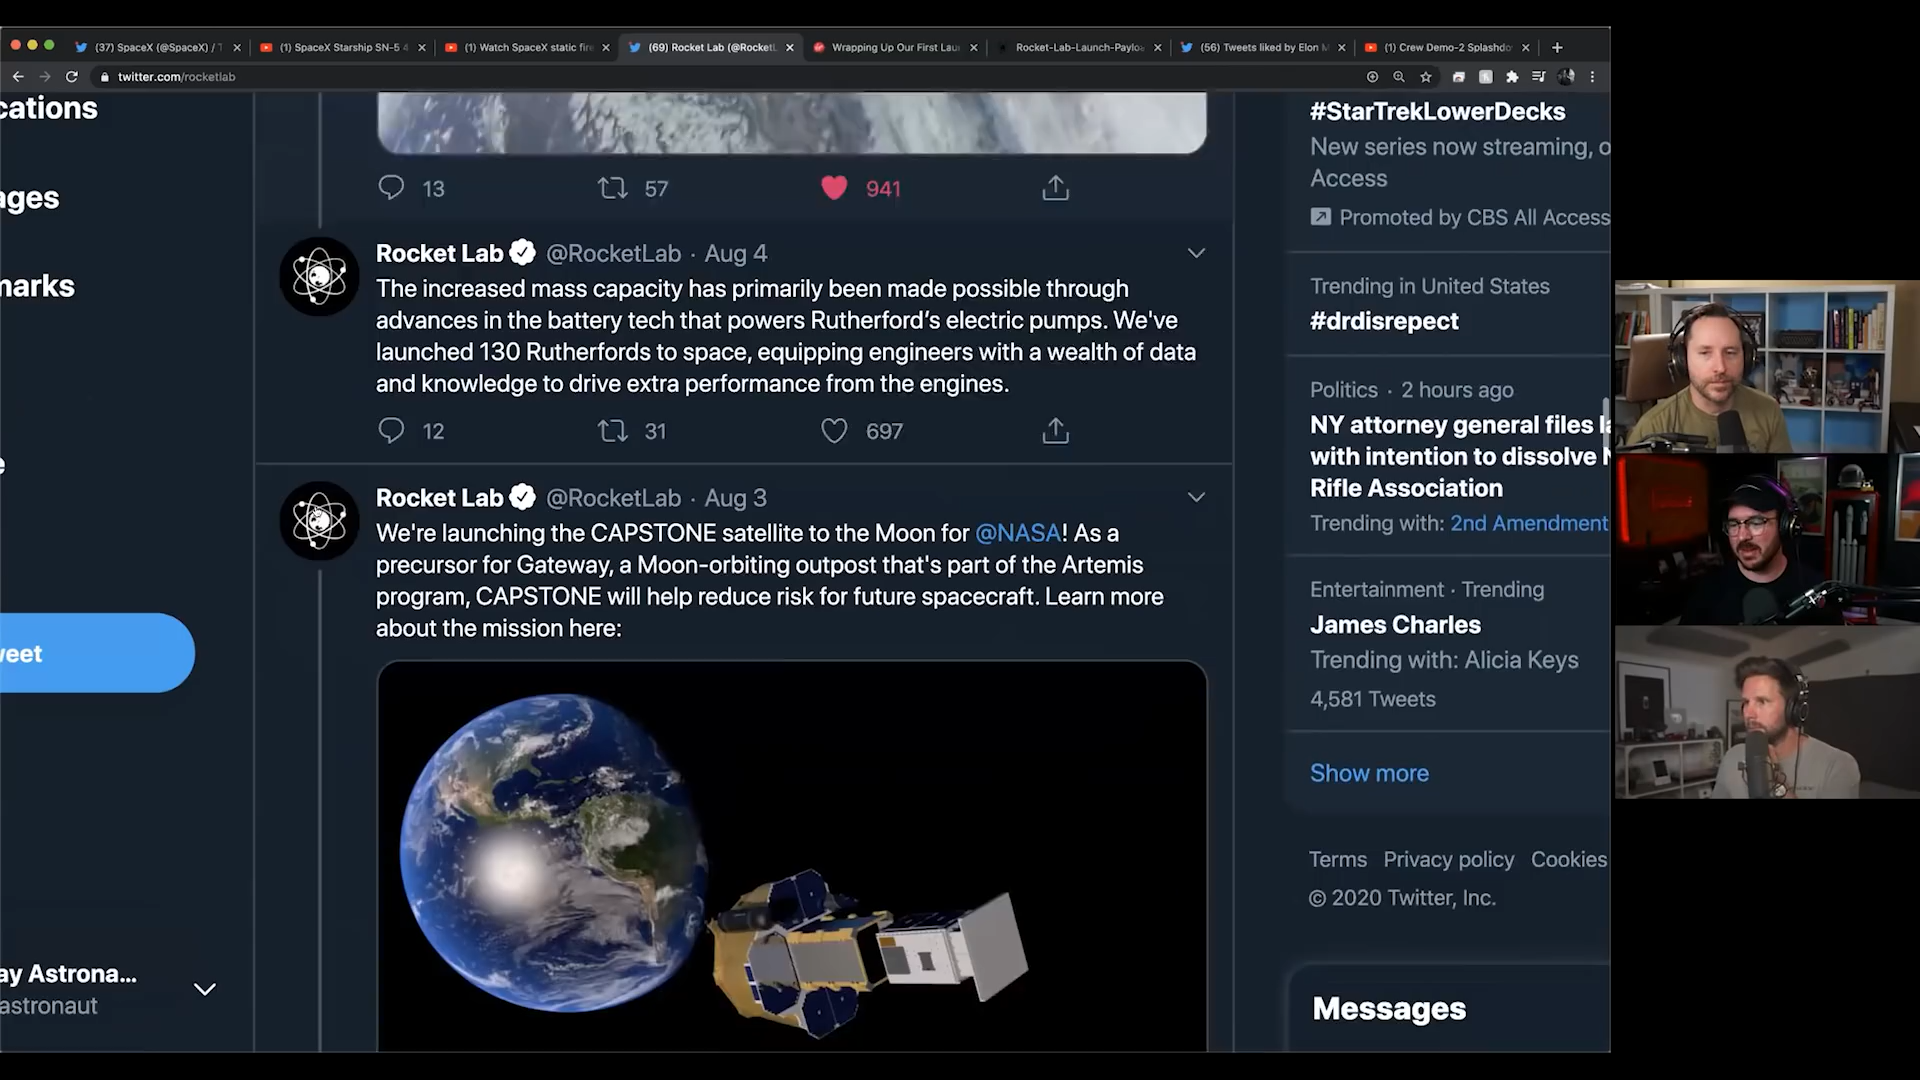 (37) SpaceX (@SpaceX) / T
(1) SpaceX Starship SN-5 4
(1) Watch SpaceX static fire
(69) Rocket Lab (@RocketL
Wrapping Up Our First Lau
Rocket-Lab-Launch-Paylo
(56) Tweets liked by Elon M
(1) Crew Demo-2 Splashdo
twitter.com/rocketlab
cations
ages
marks
e
weet
ay Astrona...
astronaut
13 57 941
Rocket Lab @RocketLab · Aug 4
The increased mass capacity has primarily been made possible through
advances in the battery tech that powers Rutherford’s electric pumps. We've
launched 130 Rutherfords to space, equipping engineers with a wealth of data
and knowledge to drive extra performance from the engines.
12 31 697
Rocket Lab @RocketLab · Aug 3
We're launching the CAPSTONE satellite to the Moon for @NASA! As a
precursor for Gateway, a Moon-orbiting outpost that's part of the Artemis
program, CAPSTONE will help reduce risk for future spacecraft. Learn more
about the mission here:
#StarTrekLowerDecks
New series now streaming, o
Access
Promoted by CBS All Access
Trending in United States
#drdisrepect
Politics · 2 hours ago
NY attorney general files la
with intention to dissolve N
Rifle Association
Trending with: 2nd Amendment
Entertainment · Trending
James Charles
Trending with: Alicia Keys
4,581 Tweets
Show more
Terms Privacy policy Cookies
© 2020 Twitter, Inc.
Messages